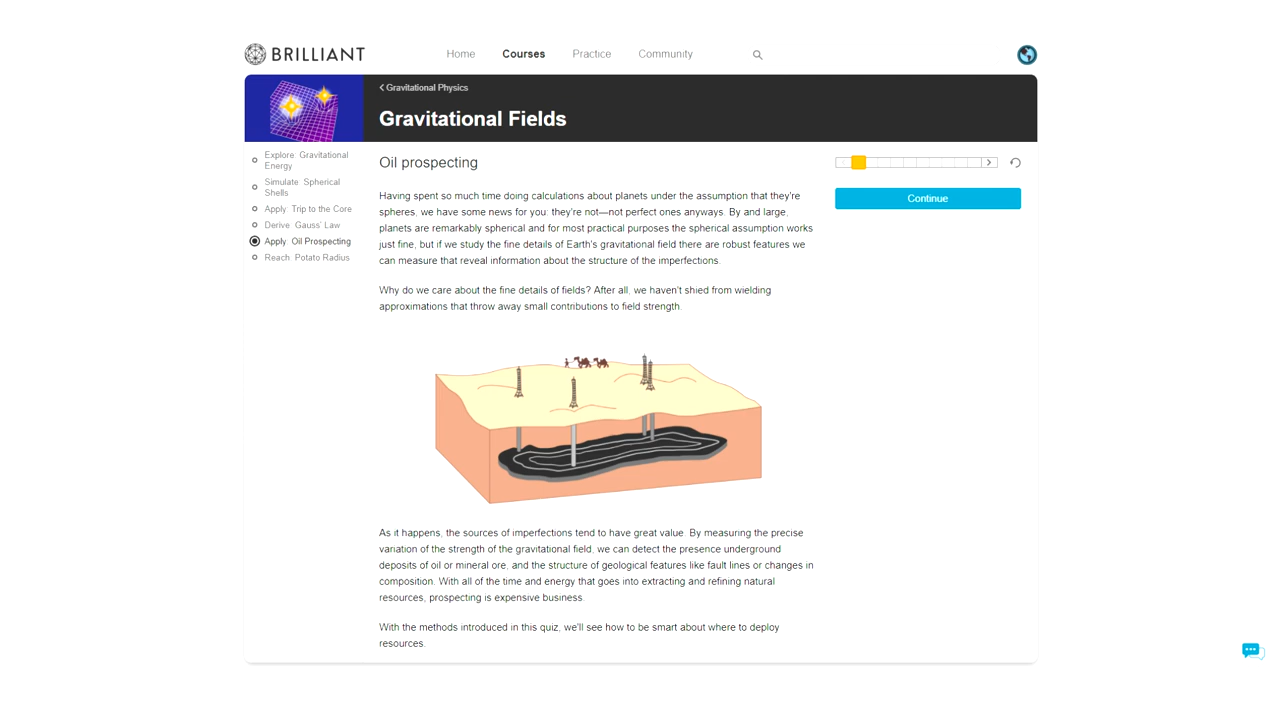 BRILLIANT
Home Courses Practice Community
Gravitational Physics
Gravitational Fields
Explore: Gravitational
Energy
Simulate: Spherical
Shells
Apply: Trip to the Core
Derive: Gauss' Law
Apply: Oil Prospecting
Reach: Potato Radius
Oil prospecting
Having spent so much time doing calculations about planets under the assumption that they're
spheres, we have some news for you: they're not—not perfect ones anyways. By and large,
planets are remarkably spherical and for most practical purposes the spherical assumption works
just fine, but if we study the fine details of Earth's gravitational field there are robust features we
can measure that reveal information about the structure of the imperfections.
Why do we care about the fine details of fields? After all, we haven't shied from wielding
approximations that throw away small contributions to field strength.
As it happens, the sources of imperfections tend to have great value. By measuring the precise
variation of the strength of the gravitational field, we can detect the presence underground
deposits of oil or mineral ore, and the structure of geological features like fault lines or changes in
composition. With all of the time and energy that goes into extracting and refining natural
resources, prospecting is expensive business.
With the methods introduced in this quiz, we'll see how to be smart about where to deploy
resources.
Continue